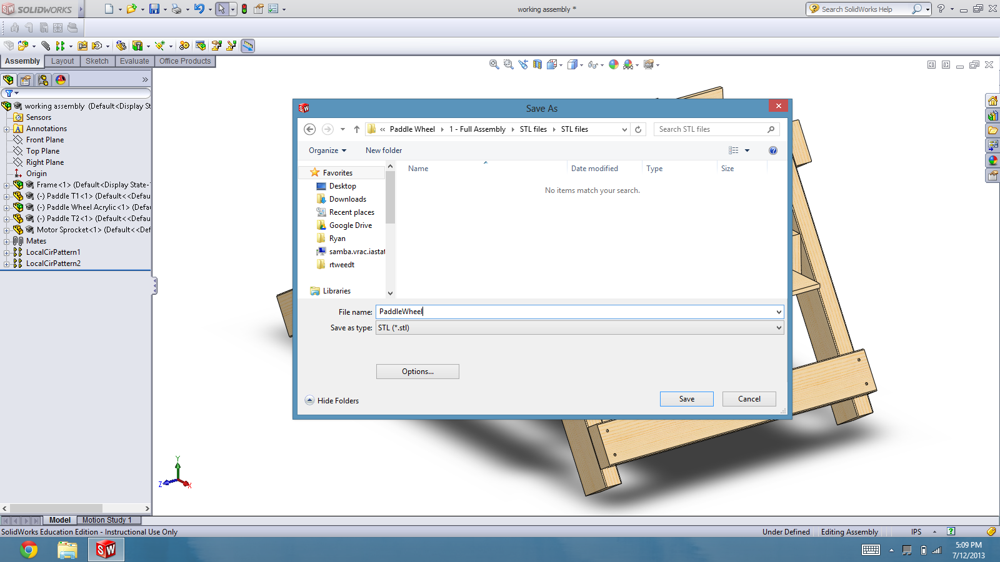 SOLIDWORKS
working assembly *
Search SolidWorks Help
Assembly
Layout
Sketch
Evaluate
Office Products
working assembly (Default<Display St
Sensors
Annotations
Front Plane
Top Plane
Right Plane
Origin
Frame<1> (Default<Display State-
(-) Paddle T1<1> (Default<<Defau
(-) Paddle Wheel Acrylic<1> (Defa
(-) Paddle T2<1> (Default<<Defau
Motor Sprocket<1> (Default<<Def
Mates
LocalCirPattern1
LocalCirPattern2
Save As
« Paddle Wheel
1 - Full Assembly
STL files
STL files
Search STL files
Organize
New folder
Favorites
Desktop
Downloads
Recent places
Google Drive
Ryan
samba.vrac.iastat
rtweedt
Libraries
Name
Date modified
Type
Size
No items match your search.
File name: PaddleWheel
Save as type: STL (*.stl)
Options...
Hide Folders
Save
Cancel
Y
Z
X
Model
Motion Study 1
SolidWorks Education Edition - Instructional Use Only
Under Defined
Editing Assembly
IPS
SW
5:09 PM
7/12/2013